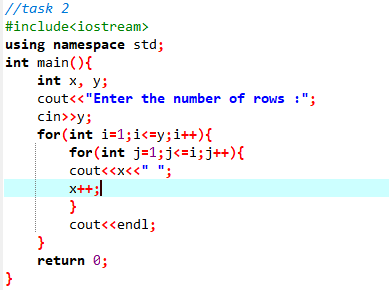 //task 2
#include<iostream>
using namespace std;
int main(){
    int x, y;
    cout<<"Enter the number of rows :";
    cin>>y;
    for(int i=1;i<=y;i++){
        for(int j=1;j<=i;j++){
        cout<<x<<" ";
        x++;
        }
        cout<<endl;
    }
    return 0;
}